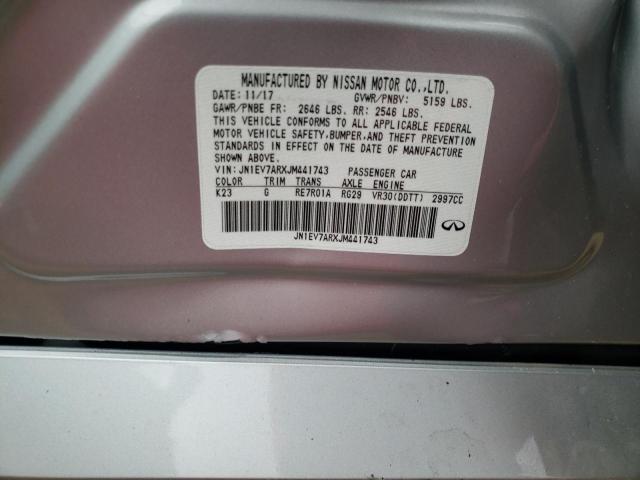 MANUFACTURED BY NISSAN MOTOR CO.,LTD.
DATE: 11/17 GVWR/PNBV: 5159 LBS.
GAWR/PNBE FR: 2646 LBS. RR: 2546 LBS.
THIS VEHICLE CONFORMS TO ALL APPLICABLE FEDERAL
MOTOR VEHICLE SAFETY,BUMPER,AND THEFT PREVENTION
STANDARDS IN EFFECT ON THE DATE OF MANUFACTURE
SHOWN ABOVE.
VIN:JN1EV7ARXJM441743 PASSENGER CAR
COLOR TRIM TRANS AXLE ENGINE
K23 G RE7R01A RG29 VR30(DDTT) 2997CC
JN1EV7ARXJM441743